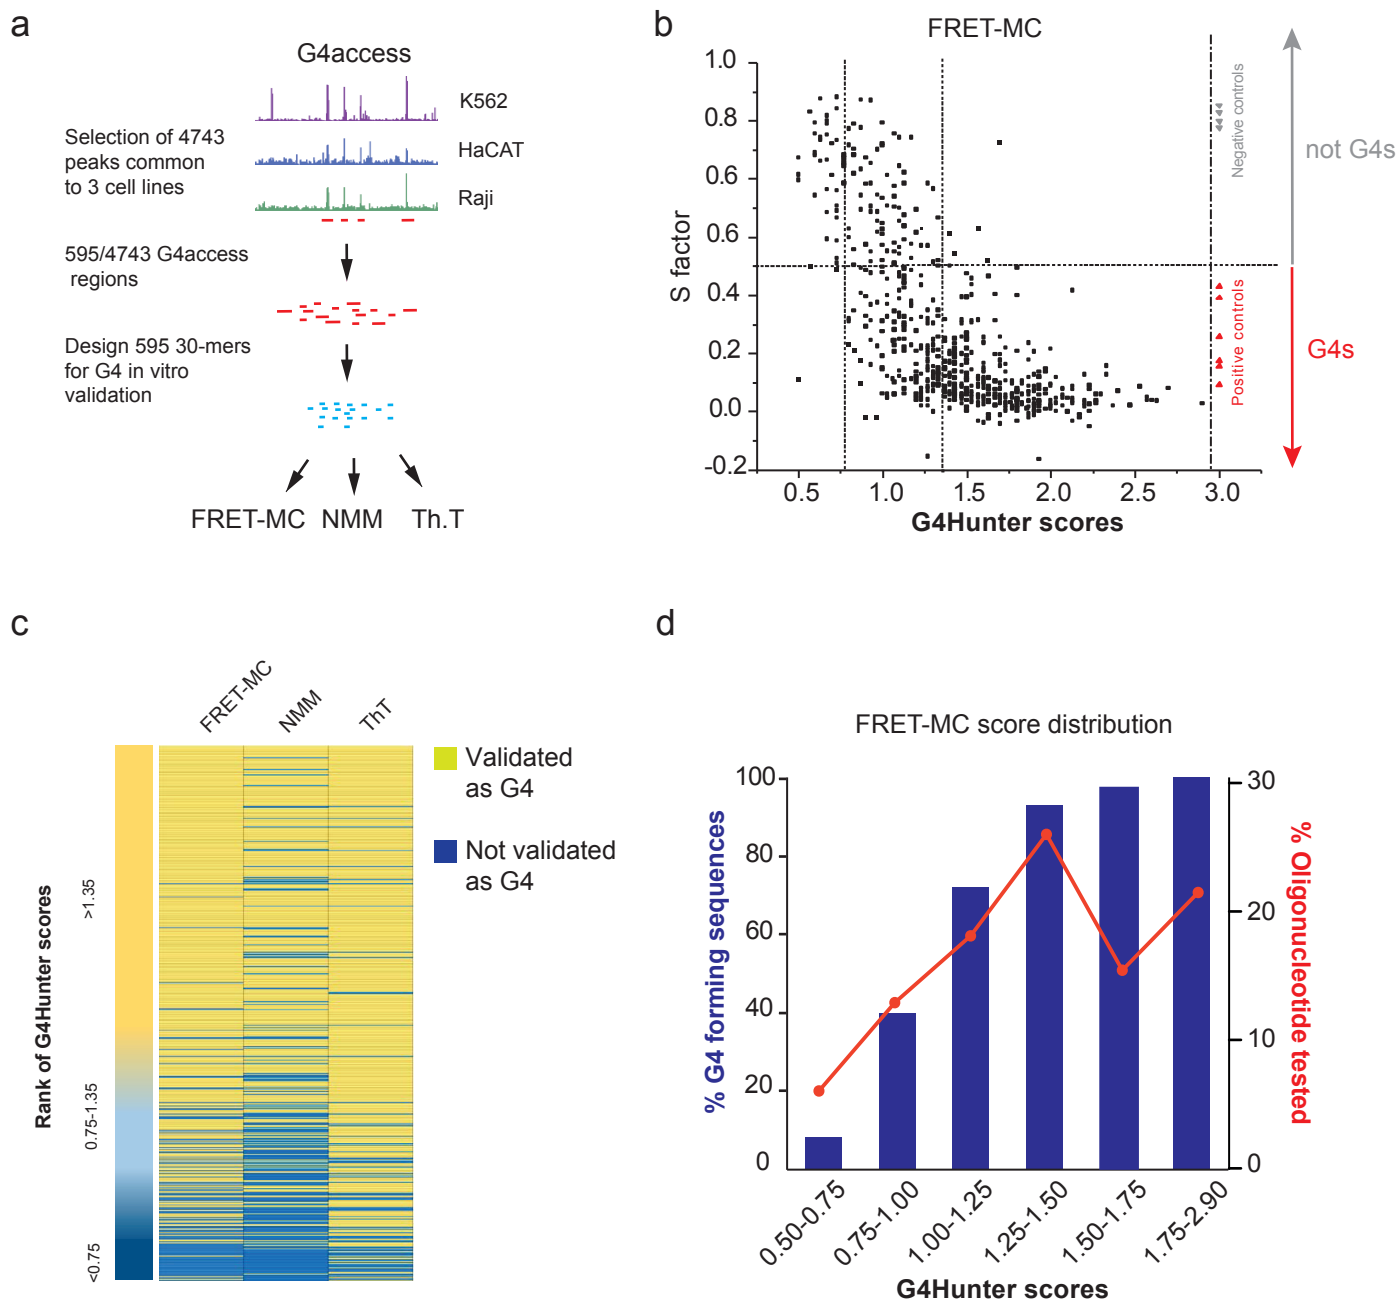 a
G4access
K562
HaCAT
Raji
Selection of 4743
peaks common
to 3 cell lines
595/4743 G4access
regions
Design 595 30-mers
for G4 in vitro
validation
FRET-MC NMM Th.T
b
FRET-MC
1.0
0.8
0.6
0.4
0.2
0.0
-0.2
S factor
0.5 1.0 1.5 2.0 2.5 3.0
G4Hunter scores
Negative controls
Positive controls
not G4s
G4s
c
FRET-MC
NMM
ThT
Rank of G4Hunter scores
>1.35
0.75-1.35
<0.75
Validated
as G4
Not validated
as G4
d
FRET-MC score distribution
% G4 forming sequences
100
80
60
40
20
0
30
20
10
0
% Oligonucleotide tested
0.50-0.75
0.75-1.00
1.00-1.25
1.25-1.50
1.50-1.75
1.75-2.90
G4Hunter scores